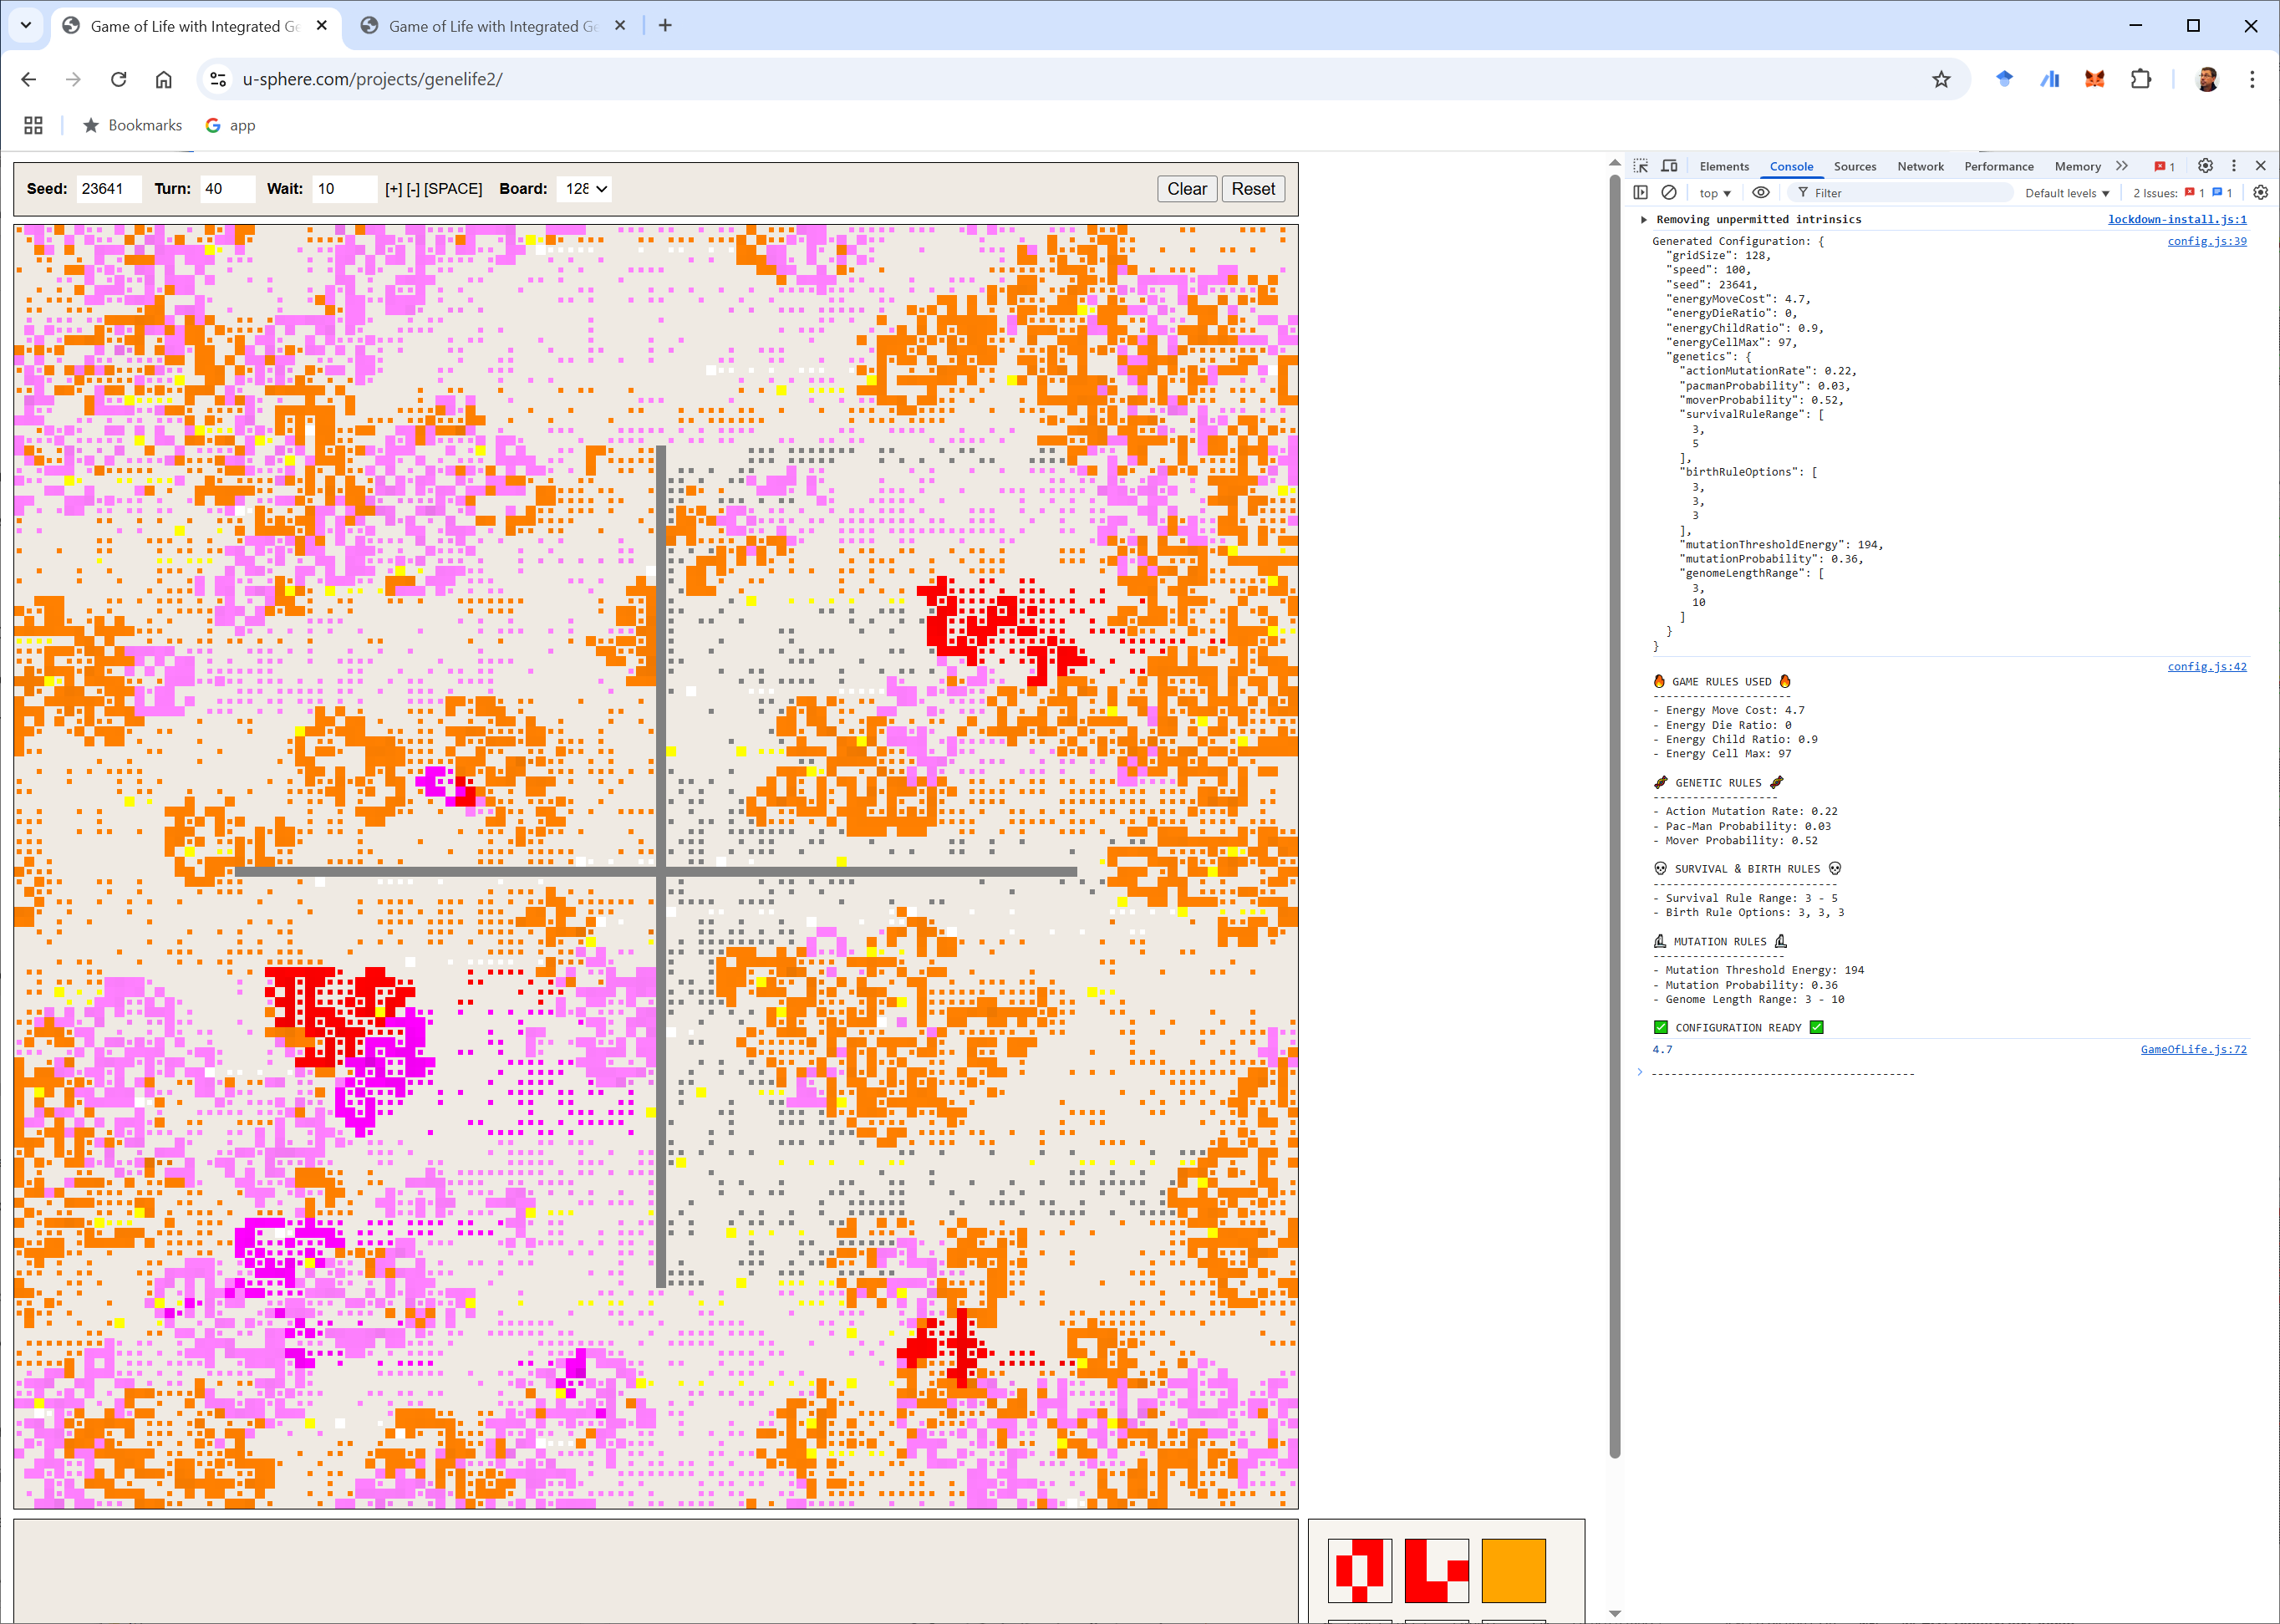 Game of Life with Integrated Ge
Game of Life with Integrated Ge
u-sphere.com/projects/genelife2/
Bookmarks
app
Seed: 23641 Turn: 40 Wait: 10 [+] [-] [SPACE] Board: 128 Clear Reset
Elements Console Sources Network Performance Memory 1
top Filter Default levels 2 Issues: 1 1
Removing unpermitted intrinsics lockdown-install.js:1
Generated Configuration: { config.js:39
"gridSize": 128,
"speed": 100,
"seed": 23641,
"energyMoveCost": 4.7,
"energyDieRatio": 0,
"energyChildRatio": 0.9,
"energyCellMax": 97,
"genetics": {
"actionMutationRate": 0.22,
"pacmanProbability": 0.03,
"moverProbability": 0.52,
"survivalRuleRange": [
3,
5
],
"birthRuleOptions": [
3,
3,
3
],
"mutationThresholdEnergy": 194,
"mutationProbability": 0.36,
"genomeLengthRange": [
3,
10
]
}
}
config.js:42
🔥 GAME RULES USED 🔥
---------------------
- Energy Move Cost: 4.7
- Energy Die Ratio: 0
- Energy Child Ratio: 0.9
- Energy Cell Max: 97
GENETIC RULES
-------------------
- Action Mutation Rate: 0.22
- Pac-Man Probability: 0.03
- Mover Probability: 0.52
💀 SURVIVAL & BIRTH RULES 💀
----------------------------
- Survival Rule Range: 3 - 5
- Birth Rule Options: 3, 3, 3
MUTATION RULES
--------------------
- Mutation Threshold Energy: 194
- Mutation Probability: 0.36
- Genome Length Range: 3 - 10
✅ CONFIGURATION READY ✅
4.7 GameOfLife.js:72
----------------------------------------